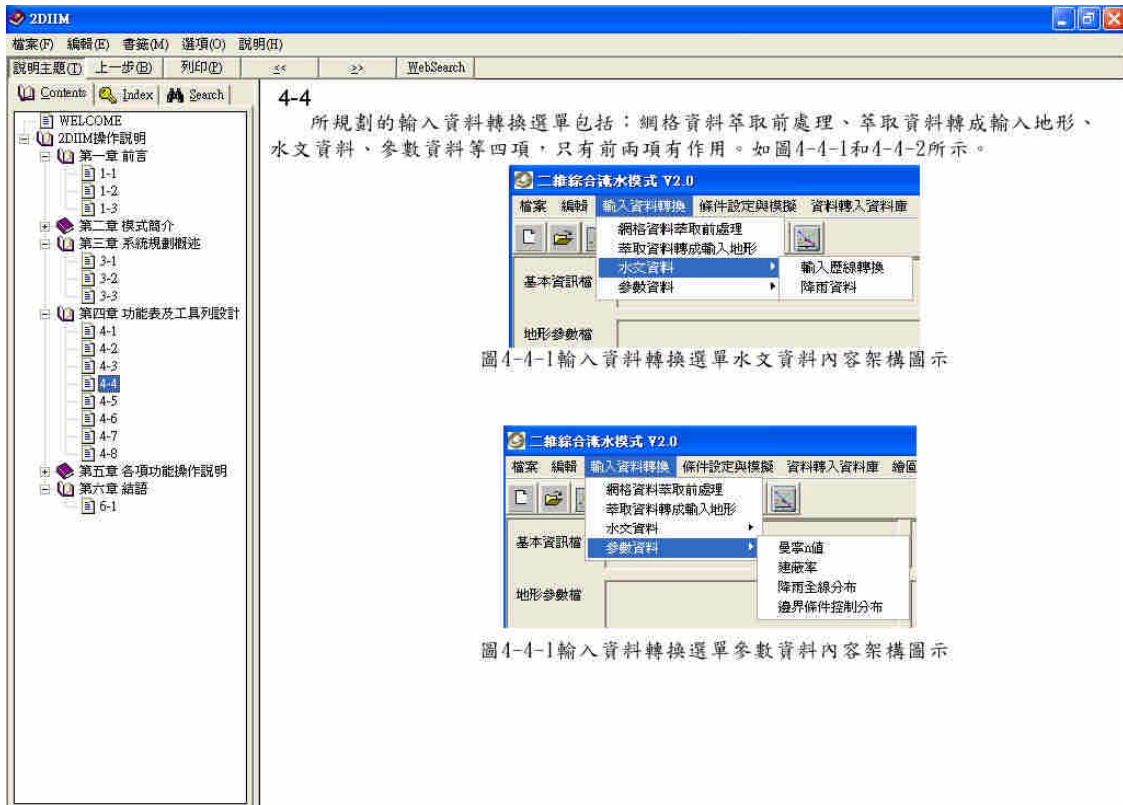 2DIIM
檔案(F) 編輯(E) 書籤(M) 選項(O) 說明(H)
說明主題(T) 上一步(B) 列印(P) << >> WebSearch
Contents Index Search
WELCOME
2DIIM操作說明
第一章 前言
1-1
1-2
1-3
第二章 模式簡介
第三章 系統規劃概述
3-1
3-2
3-3
第四章 功能表及工具列設計
4-1
4-2
4-3
4-4
4-5
4-6
4-7
4-8
第五章 各項功能操作說明
第六章 結語
6-1
4-4
所規劃的輸入資料轉換選單包括：網格資料萃取前處理、萃取資料轉成輸入地形、
水文資料、參數資料等四項，只有前兩項有作用。如圖4-4-1和4-4-2所示。
二維綜合淹水模式 V2.0
檔案 編輯 輸入資料轉換 條件設定與模擬 資料轉入資料庫
網格資料萃取前處理
萃取資料轉成輸入地形
水文資料 輸入歷線轉換
參數資料 降雨資料
基本資訊檔
地形參數檔
圖4-4-1輸入資料轉換選單水文資料內容架構圖示
二維綜合淹水模式 V2.0
檔案 編輯 輸入資料轉換 條件設定與模擬 資料轉入資料庫 繪圖
網格資料萃取前處理
萃取資料轉成輸入地形
水文資料
參數資料 曼寧n值
建蔽率
降雨全線分布
邊界條件控制分布
基本資訊檔
地形參數檔
圖4-4-1輸入資料轉換選單參數資料內容架構圖示